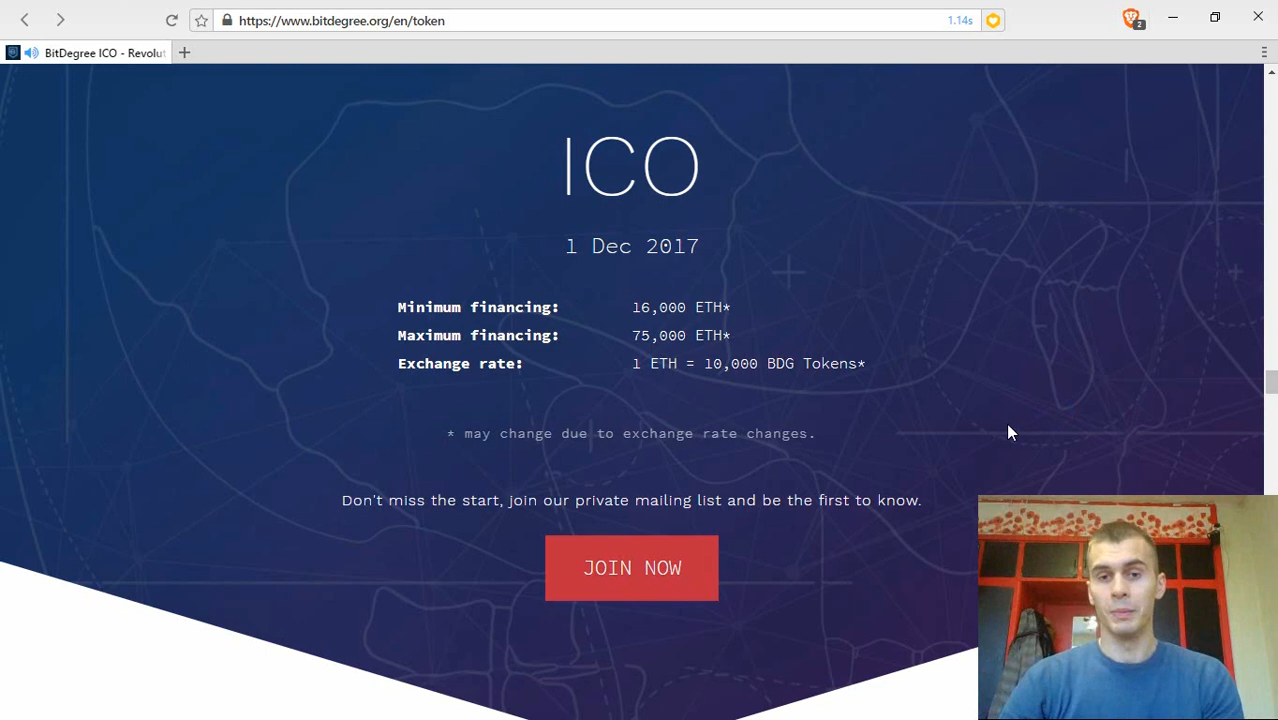 https://www.bitdegree.org/en/token
1.14s
2
BitDegree ICO - Revolut
ICO
1 Dec 2017
Minimum financing: 16,000 ETH*
Maximum financing: 75,000 ETH*
Exchange rate: 1 ETH = 10,000 BDG Tokens*
* may change due to exchange rate changes.
Don't miss the start, join our private mailing list and be the first to know.
JOIN NOW